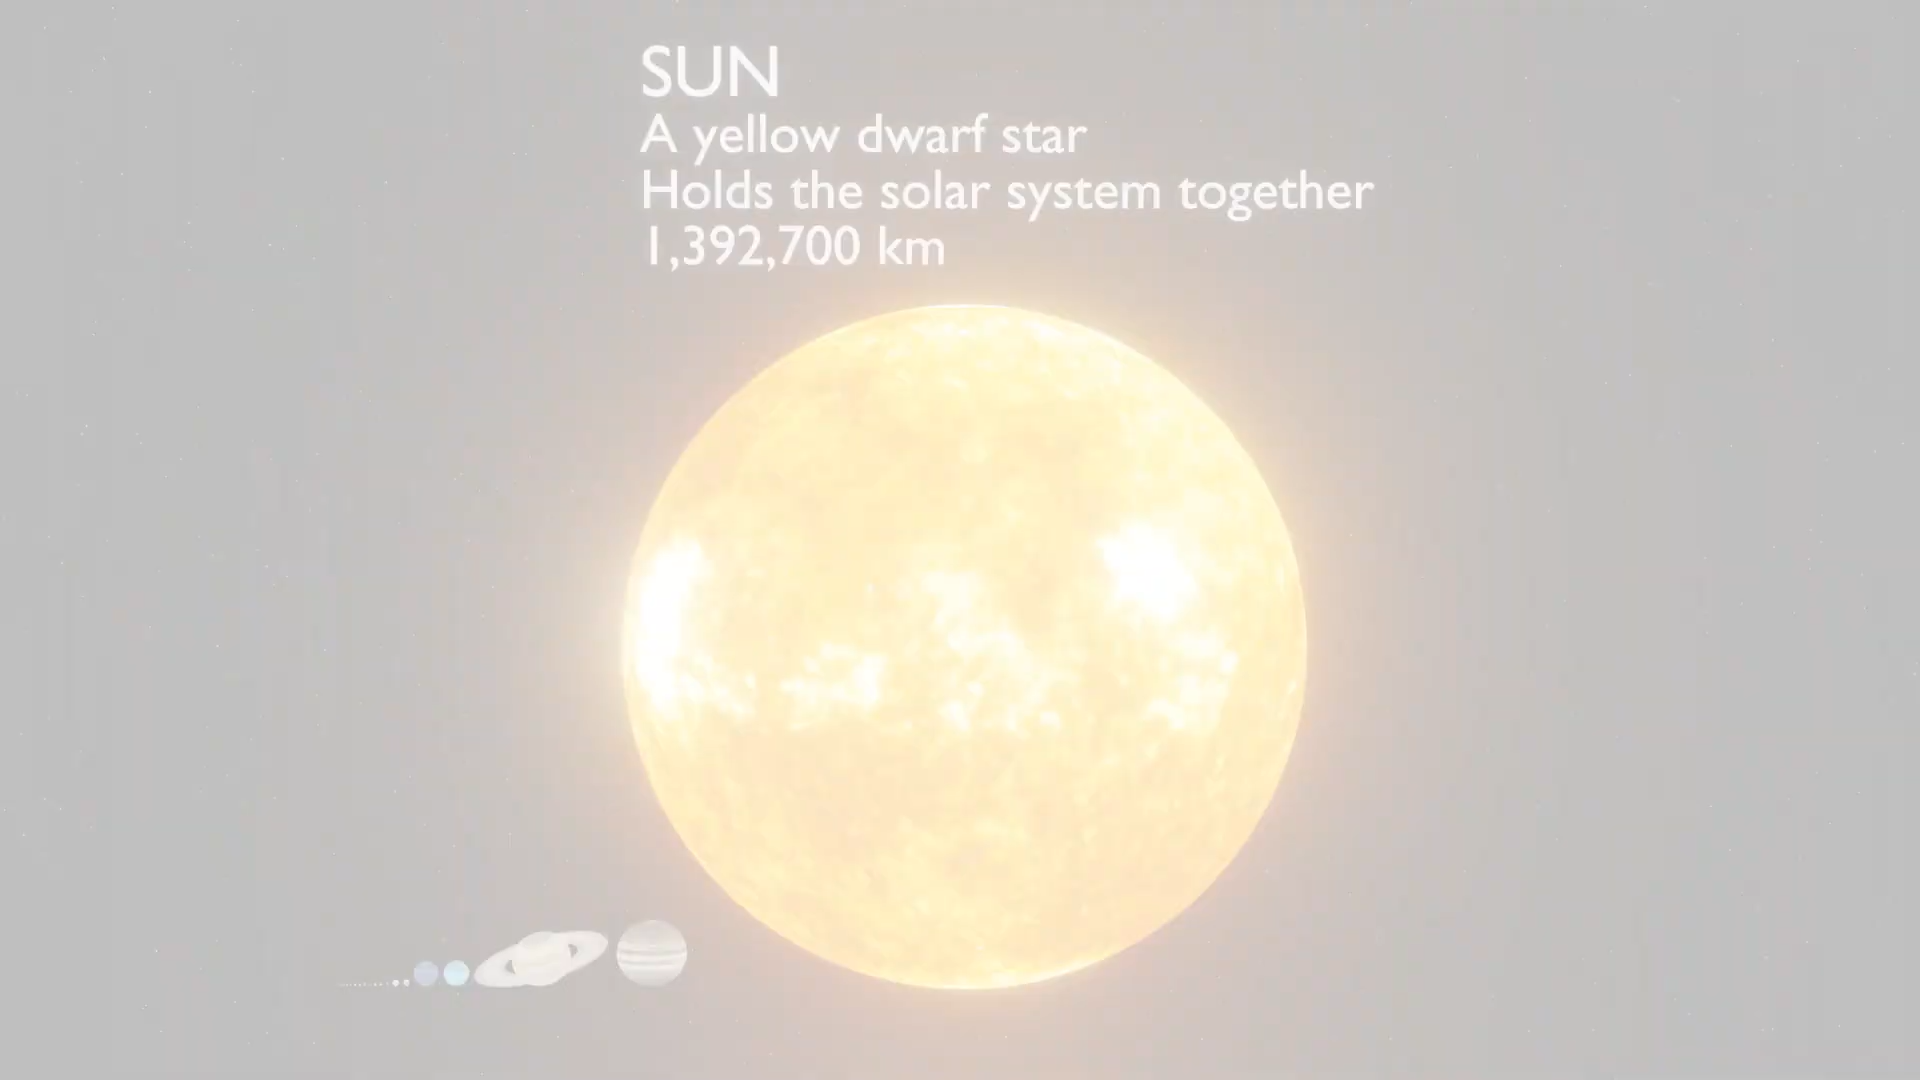 SUN
A yellow dwarf star
Holds the solar system together
1,392,700 km